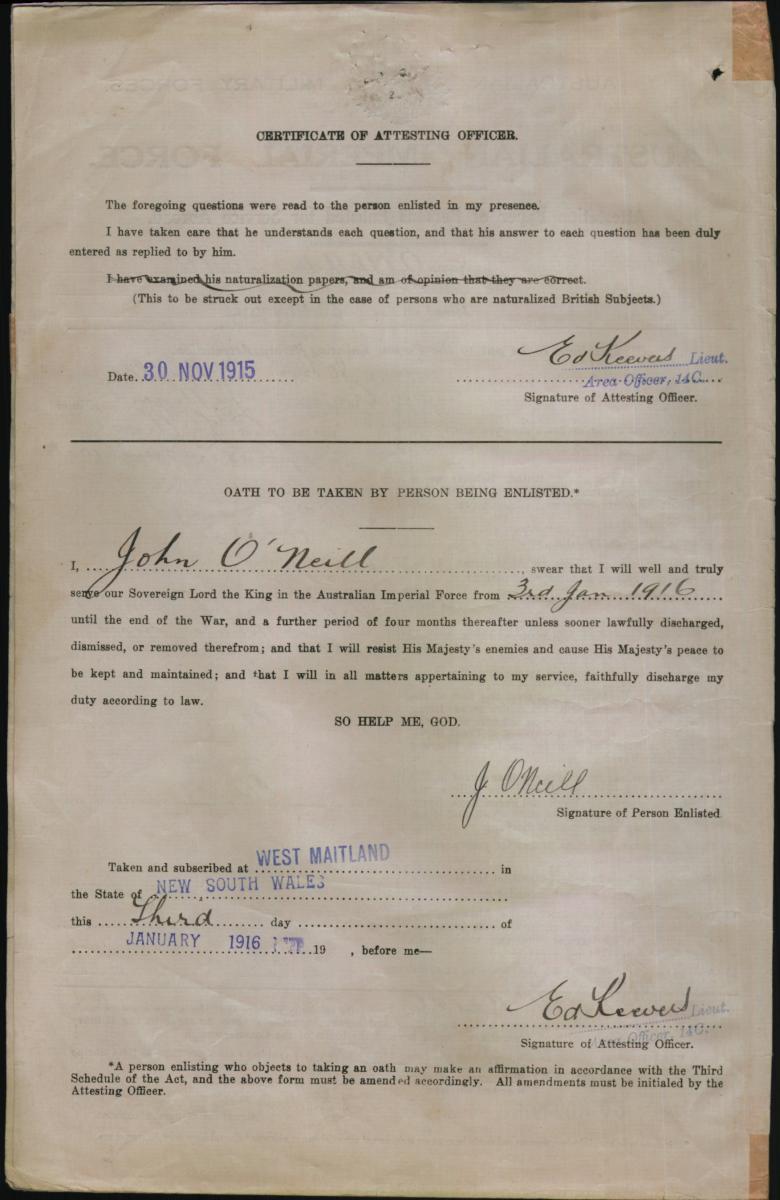 CERTIFICATE OF ATTESTING OFFICER.
The foregoing questions were read to the person enlisted in my presence.
I have taken care that he understands each question, and that his answer to each question has been duly
entered as replied to by him.
I have examined his naturalization papers, and am of opinion that they are correct.
(This to be struck out except in the case of persons who are naturalized British Subjects.)
Ed Keevers Lieut.
Date. 30 NOV 1915
Area Officer, 14C.
Signature of Attesting Officer.
OATH TO BE TAKEN BY PERSON BEING ENLISTED.*
I, John O'Neill, swear that I will well and truly
serve our Sovereign Lord the King in the Australian Imperial Force from 3rd Jan 1916
until the end of the War, and a further period of four months thereafter unless sooner lawfully discharged,
dismissed, or removed therefrom; and that I will resist His Majesty's enemies and cause His Majesty's peace to
be kept and maintained; and that I will in all matters appertaining to my service, faithfully discharge my
duty according to law.
SO HELP ME, GOD.
J O'Neill
Signature of Person Enlisted
Taken and subscribed at WEST MAITLAND in
the State of NEW SOUTH WALES
this Third day of
JANUARY 1916 19 , before me—
Ed Keevers Lieut.
Area Officer, 14C.
Signature of Attesting Officer.
*A person enlisting who objects to taking an oath may make an affirmation in accordance with the Third
Schedule of the Act, and the above form must be amended accordingly. All amendments must be initialed by the
Attesting Officer.